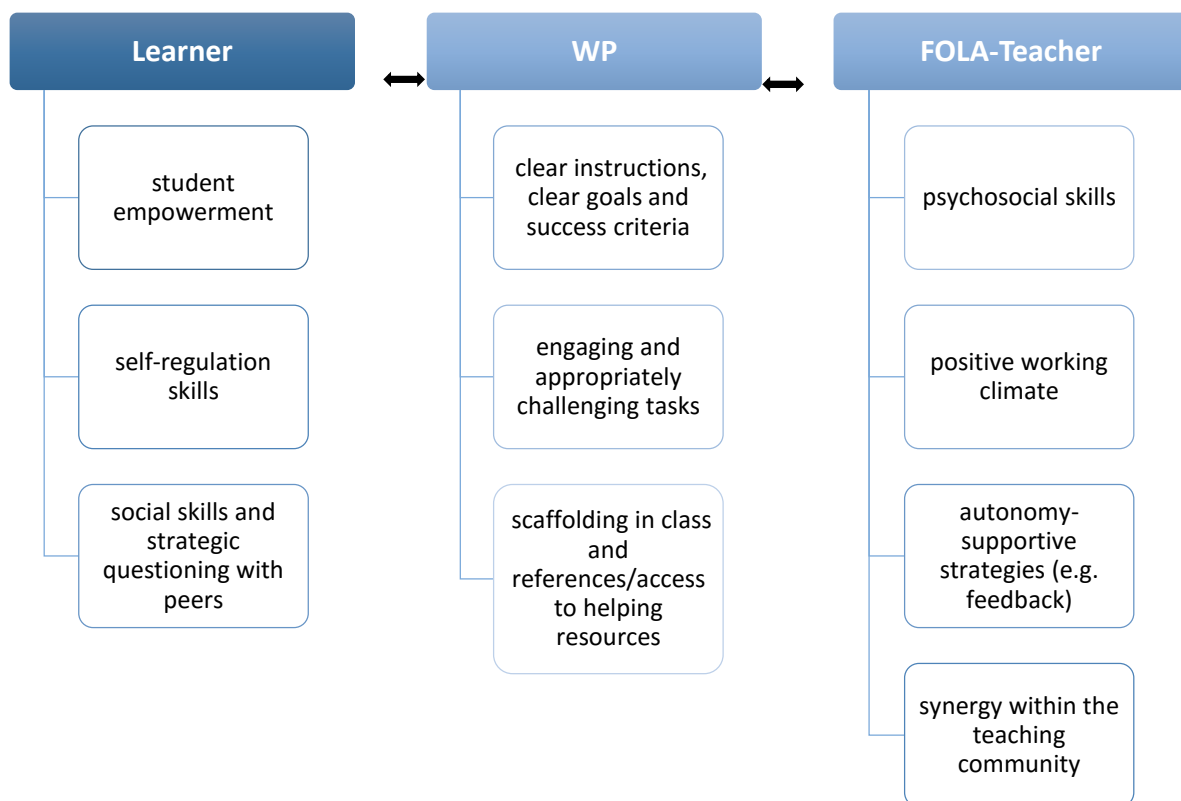 Learner
student
empowerment
self-regulation
skills
social skills and
strategic
questioning with
peers
WP
clear instructions,
clear goals and
success criteria
engaging and
appropriately
challenging tasks
scaffolding in class
and
references/access
to helping
resources
FOLA-Teacher
psychosocial skills
positive working
climate
autonomy-
supportive
strategies (e.g.
feedback)
synergy within the
teaching
community